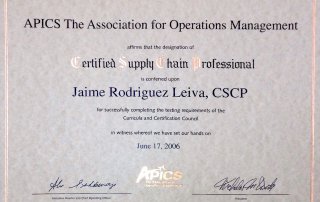 APICS The Association for Operations Management
affirms that the designation of
Certified Supply Chain Professional
is conferred upon
Jaime Rodriguez Leiva, CSCP
for successfully completing the testing requirements of the
Curricula and Certification Council
in witness whereof we have set our hands on
June 17, 2006
APICS